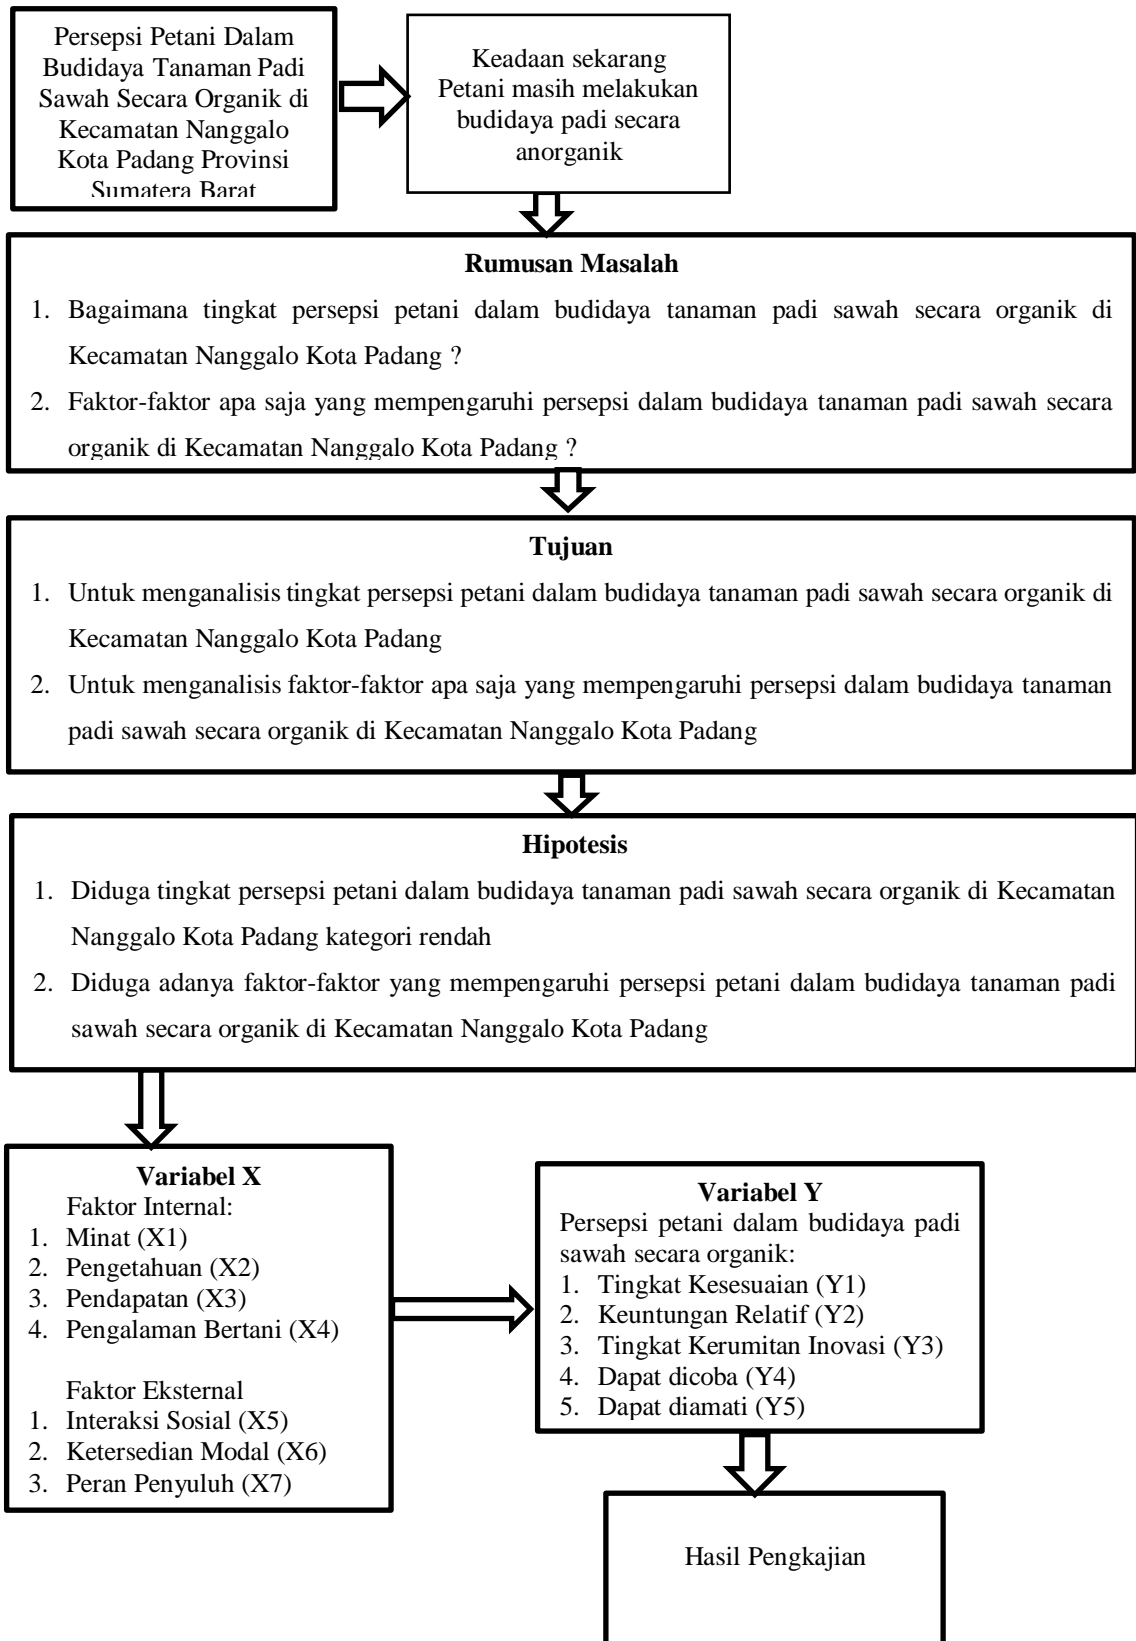 Persepsi Petani Dalam
Budidaya Tanaman Padi
Sawah Secara Organik di
Kecamatan Nanggalo
Kota Padang Provinsi
Sumatera Barat
Keadaan sekarang
Petani masih melakukan
budidaya padi secara
anorganik
Rumusan Masalah
1. Bagaimana tingkat persepsi petani dalam budidaya tanaman padi sawah secara organik di
Kecamatan Nanggalo Kota Padang ?
2. Faktor-faktor apa saja yang mempengaruhi persepsi dalam budidaya tanaman padi sawah secara
organik di Kecamatan Nanggalo Kota Padang ?
Tujuan
1. Untuk menganalisis tingkat persepsi petani dalam budidaya tanaman padi sawah secara organik di
Kecamatan Nanggalo Kota Padang
2. Untuk menganalisis faktor-faktor apa saja yang mempengaruhi persepsi dalam budidaya tanaman
padi sawah secara organik di Kecamatan Nanggalo Kota Padang
Hipotesis
1. Diduga tingkat persepsi petani dalam budidaya tanaman padi sawah secara organik di Kecamatan
Nanggalo Kota Padang kategori rendah
2. Diduga adanya faktor-faktor yang mempengaruhi persepsi petani dalam budidaya tanaman padi
sawah secara organik di Kecamatan Nanggalo Kota Padang
Variabel X
Faktor Internal:
1. Minat (X1)
2. Pengetahuan (X2)
3. Pendapatan (X3)
4. Pengalaman Bertani (X4)
Faktor Eksternal
1. Interaksi Sosial (X5)
2. Ketersedian Modal (X6)
3. Peran Penyuluh (X7)
Variabel Y
Persepsi petani dalam budidaya padi
sawah secara organik:
1. Tingkat Kesesuaian (Y1)
2. Keuntungan Relatif (Y2)
3. Tingkat Kerumitan Inovasi (Y3)
4. Dapat dicoba (Y4)
5. Dapat diamati (Y5)
Hasil Pengkajian